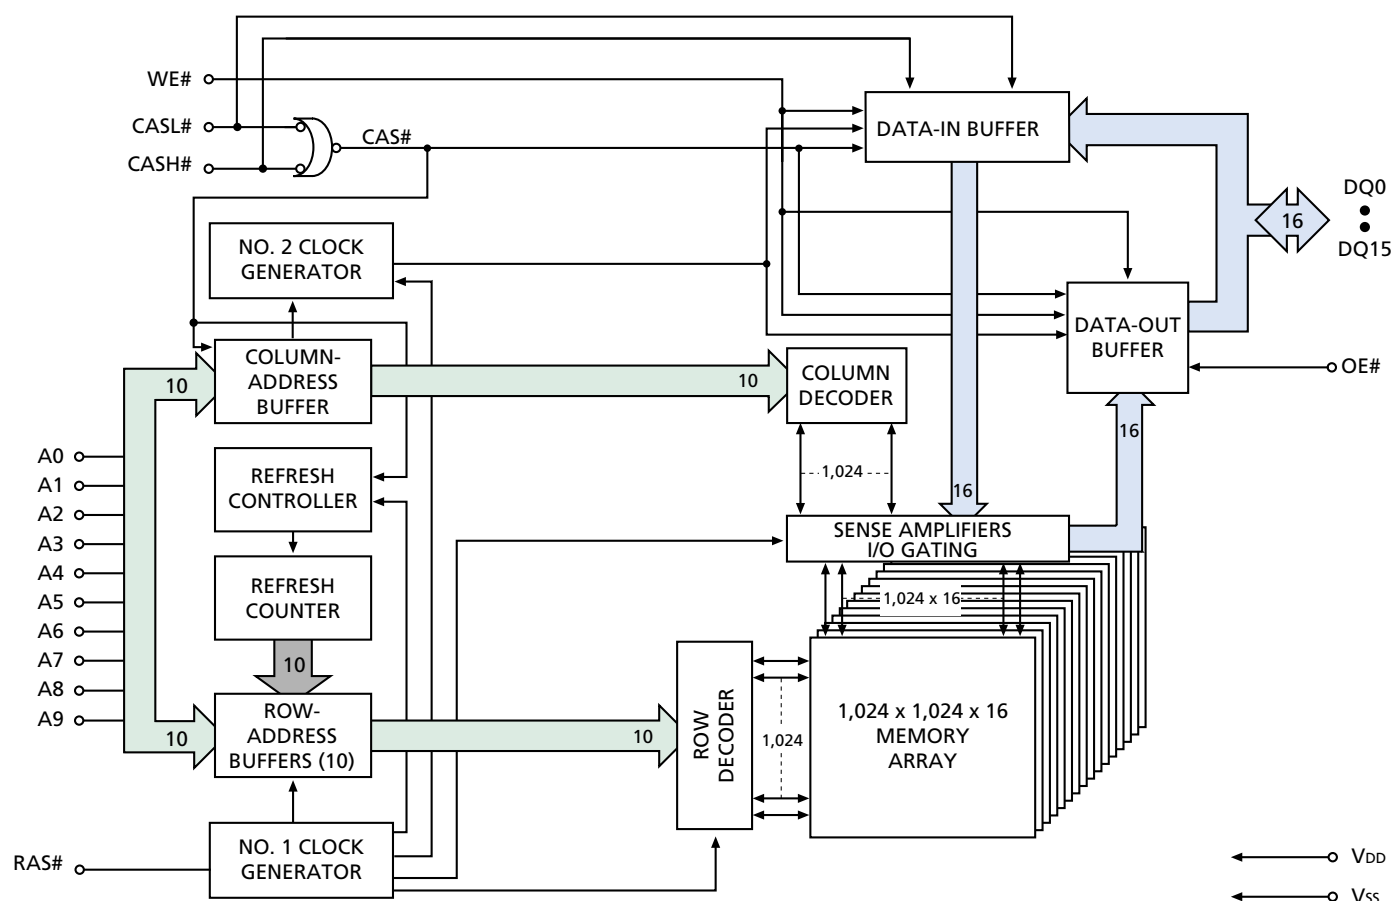 WE#
CASL#
CASH#
CAS#
DATA-IN BUFFER
DQ0
16
DQ15
NO. 2 CLOCK
GENERATOR
DATA-OUT
BUFFER
OE#
COLUMN-
ADDRESS
BUFFER
10
10
COLUMN
DECODER
16
1,024
16
A0
A1
A2
A3
A4
A5
A6
A7
A8
A9
REFRESH
CONTROLLER
SENSE AMPLIFIERS
I/O GATING
REFRESH
COUNTER
1,024 x 16
10
10
ROW-
ADDRESS
BUFFERS (10)
10
ROW
DECODER
1,024
1,024 x 1,024 x 16
MEMORY
ARRAY
RAS#
NO. 1 CLOCK
GENERATOR
VDD
VSS